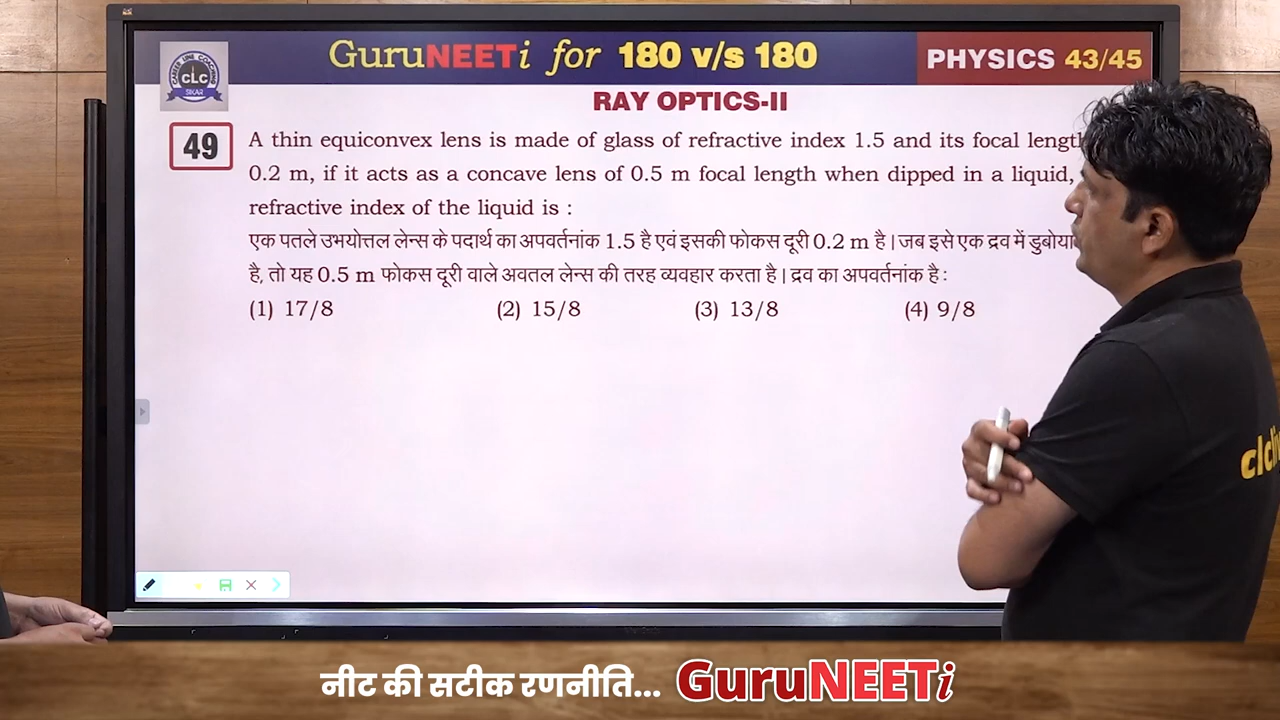 GuruNEETi for 180 v/s 180
PHYSICS 43/45
CLC
SIKAR
RAY OPTICS-II
49
A thin equiconvex lens is made of glass of refractive index 1.5 and its focal
0.2 m, if it acts as a concave lens of 0.5 m focal length when dipped in a liquid,
refractive index of the liquid is :
एक पतले उभयोत्तल लेन्स के पदार्थ का अपवर्तनांक 1.5 है एवं इसकी फोकस दूरी 0.2 m है। जब इसे एक द्रव में
है, तो यह 0.5 m फोकस दूरी वाले अवतल लेन्स की तरह व्यवहार करता है। द्रव का अपवर्तनांक है :
(1) 17/8 (2) 15/8 (3) 13/8 (4) 9/8
नीट की सटीक रणनीति... GuruNEETi